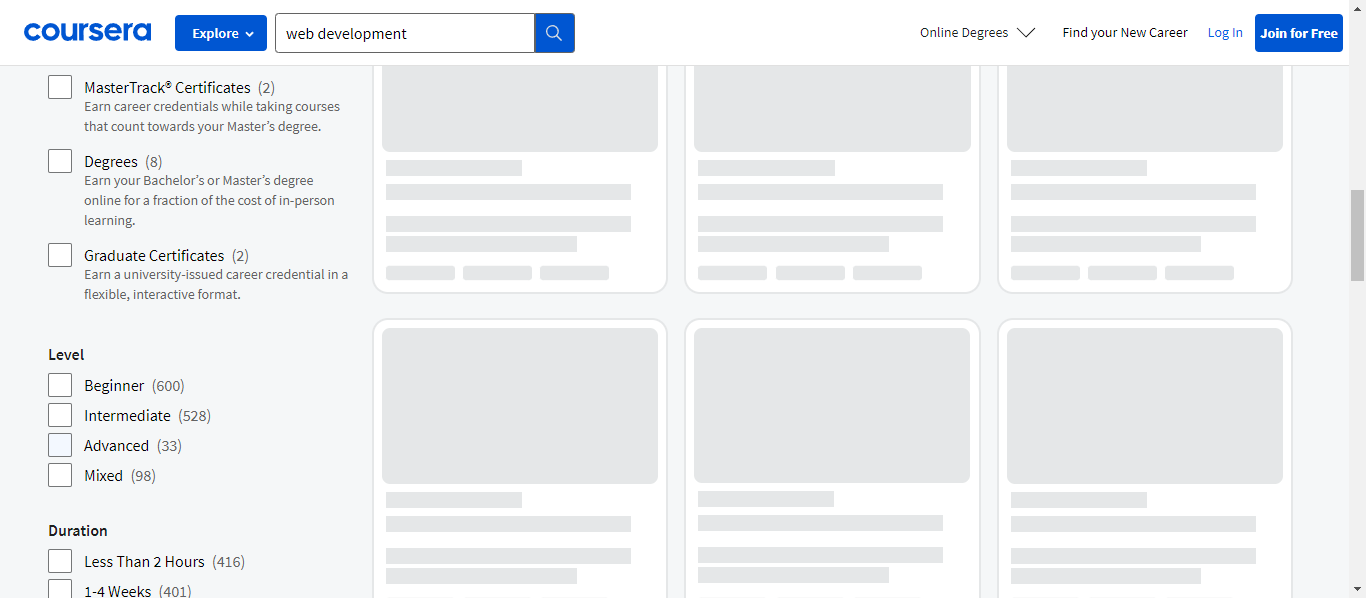 coursera
Explore
web development
Online Degrees
Find your New Career
Log In
Join for Free
MasterTrack® Certificates (2)
Earn career credentials while taking courses
that count towards your Master’s degree.
Degrees (8)
Earn your Bachelor’s or Master’s degree
online for a fraction of the cost of in-person
learning.
Graduate Certificates (2)
Earn a university-issued career credential in a
flexible, interactive format.
Level
Beginner (600)
Intermediate (528)
Advanced (33)
Mixed (98)
Duration
Less Than 2 Hours (416)
1-4 Weeks (401)